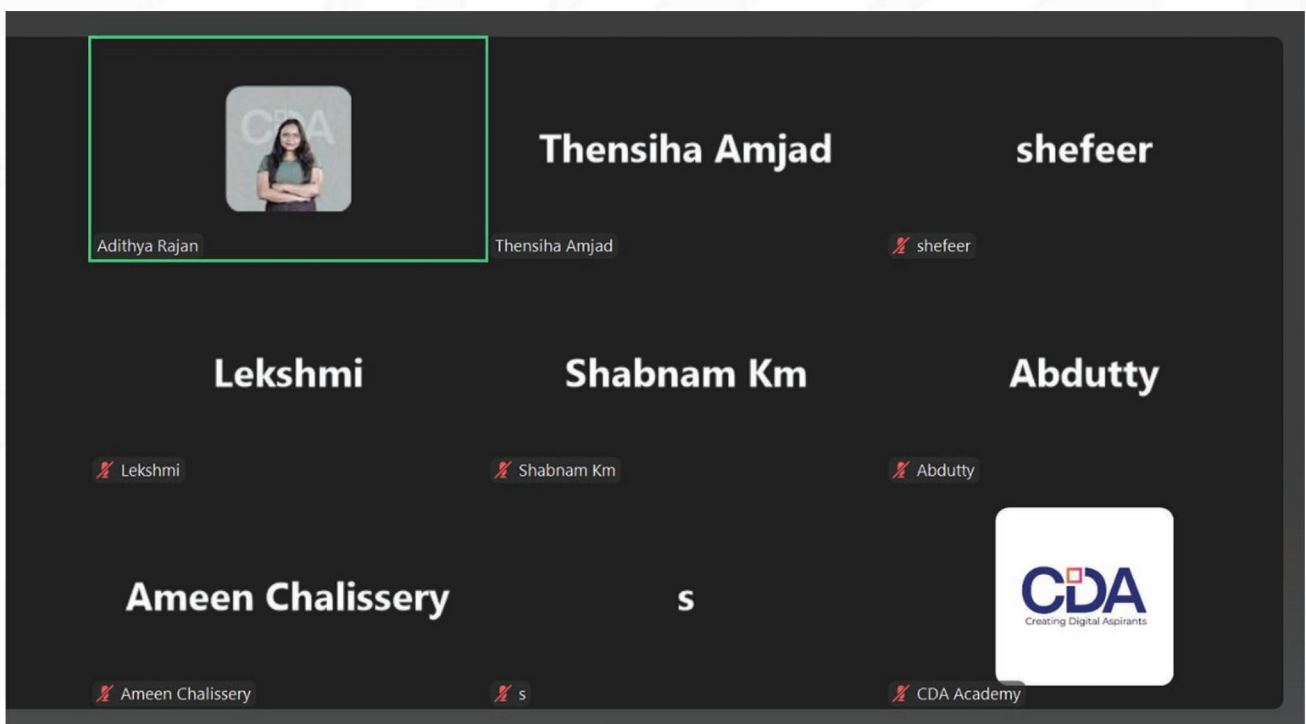 CDA
Adithya Rajan
Thensiha Amjad
Thensiha Amjad
shefeer
shefeer
Lekshmi
Lekshmi
Shabnam Km
Shabnam Km
Abdutty
Abdutty
Ameen Chalissery
Ameen Chalissery
s
s
CDA
Creating Digital Aspirants
CDA Academy